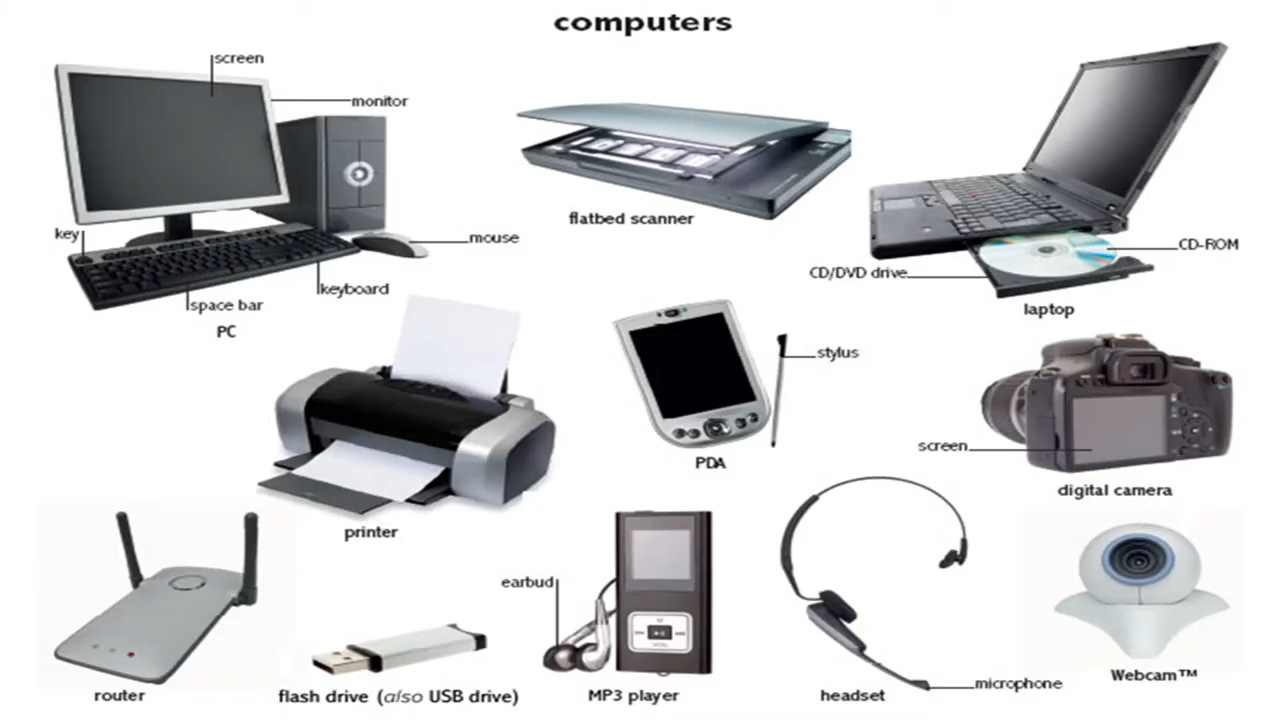 computers
screen
monitor
key
mouse
keyboard
space bar
PC
flatbed scanner
CD-ROM
CD/DVD drive
laptop
printer
stylus
PDA
screen
digital camera
router
flash drive (also USB drive)
earbud
MP3 player
microphone
headset
Webcam™